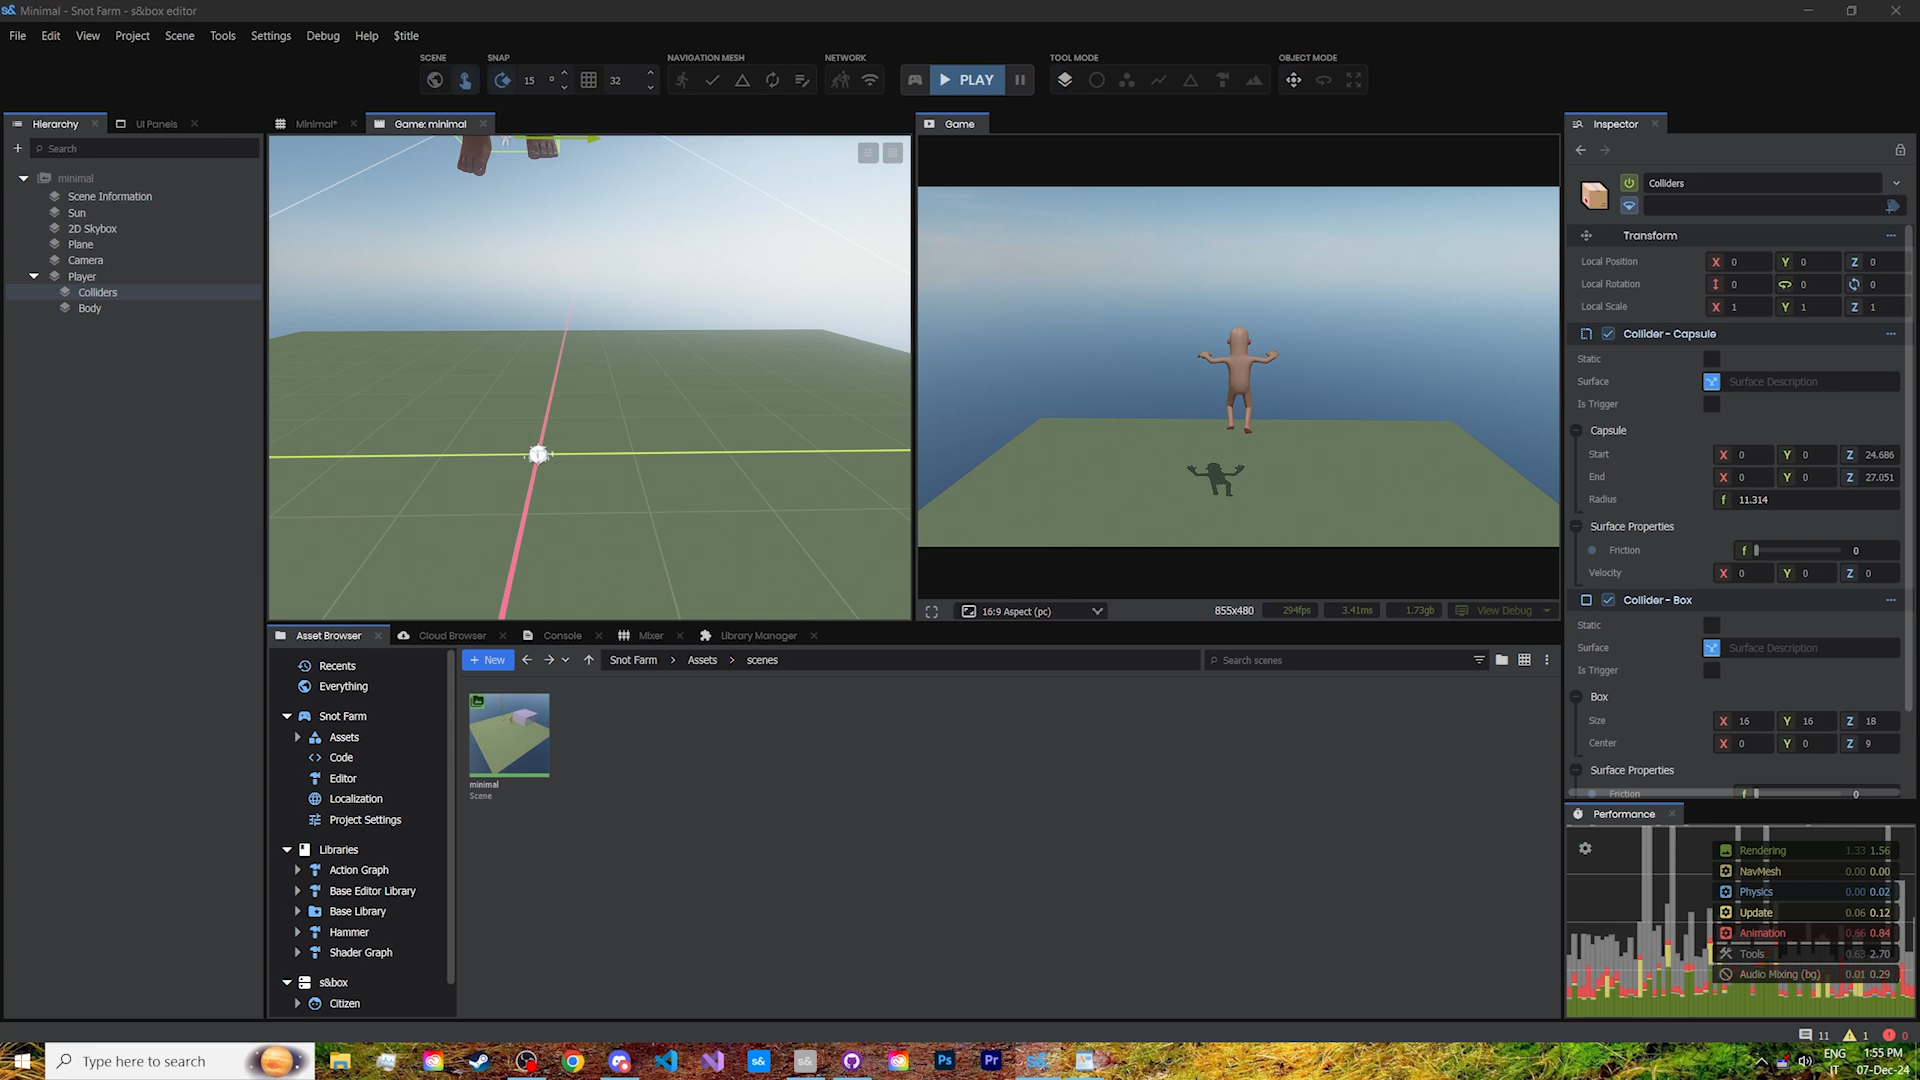 Minimal - Snot Farm - s&box editor
File Edit View Project Scene Tools Settings Debug Help $title
SCENE SNAP NAVIGATION MESH NETWORK TOOL MODE OBJECT MODE
15 ° 32 PLAY
Hierarchy UI Panels Minimal* Game: minimal Game Inspector
Search
minimal
Scene Information
Sun
2D Skybox
Plane
Camera
Player
Colliders
Body
Colliders
Transform
Local Position X 0 Y 0 Z 0
Local Rotation 0 0 0
Local Scale X 1 Y 1 Z 1
Collider - Capsule
Static
Surface Surface Description
Is Trigger
Capsule
Start X 0 Y 0 Z 24.686
End X 0 Y 0 Z 27.051
Radius f 11.314
Surface Properties
Friction f 0
Velocity X 0 Y 0 Z 0
Collider - Box
Static
Surface Surface Description
Is Trigger
Box
Size X 16 Y 16 Z 18
Center X 0 Y 0 Z 9
Surface Properties
Friction f 0
16:9 Aspect (pc) 855x480 294fps 3.41ms 1.73gb View Debug
Asset Browser Cloud Browser Console Mixer Library Manager
Recents
Everything
Snot Farm
Assets
Code
Editor
Localization
Project Settings
Libraries
Action Graph
Base Editor Library
Base Library
Hammer
Shader Graph
s&box
Citizen
New Snot Farm Assets scenes Search scenes
minimal
Scene
Performance
Rendering 1.33 1.56
NavMesh 0.00 0.00
Physics 0.00 0.02
Update 0.06 0.12
Animation 0.66 0.84
Tools 0.63 2.70
Audio Mixing (bg) 0.01 0.29
11 1 0
Type here to search
s& s& Ps Pr s&
ENG
IT
1:55 PM
07-Dec-24